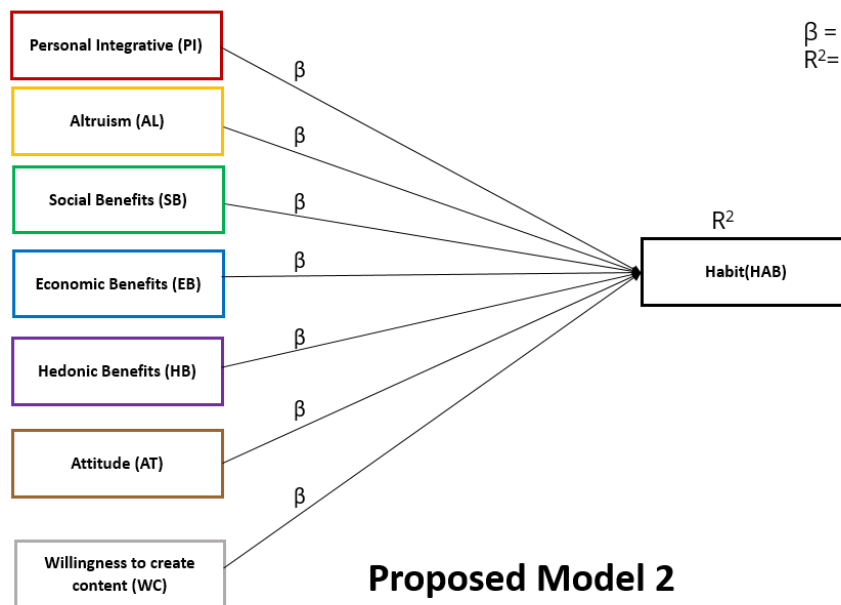 Personal Integrative (PI)
β
β =
R²=
Altruism (AL)
β
Social Benefits (SB)
β
R²
Economic Benefits (EB)
β
Habit(HAB)
Hedonic Benefits (HB)
β
Attitude (AT)
β
Willingness to create
content (WC)
β
Proposed Model 2